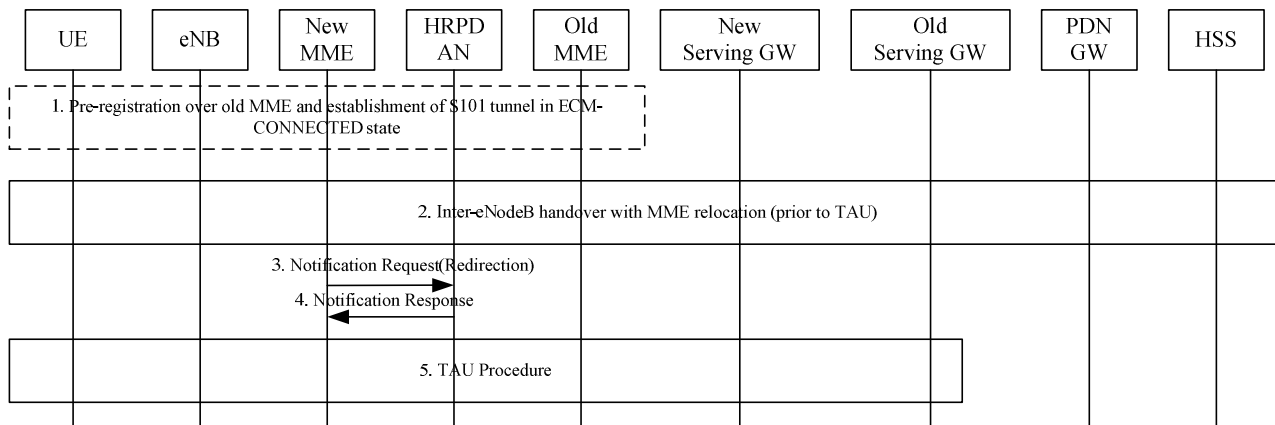 UE
eNB
New
MME
HRPD
AN
Old
MME
New
Serving GW
Old
Serving GW
PDN
GW
HSS
1. Pre-registration over old MME and establishment of S101 tunnel in ECM-
CONNECTED state
2. Inter-eNodeB handover with MME relocation (prior to TAU)
3. Notification Request(Redirection)
4. Notification Response
5. TAU Procedure